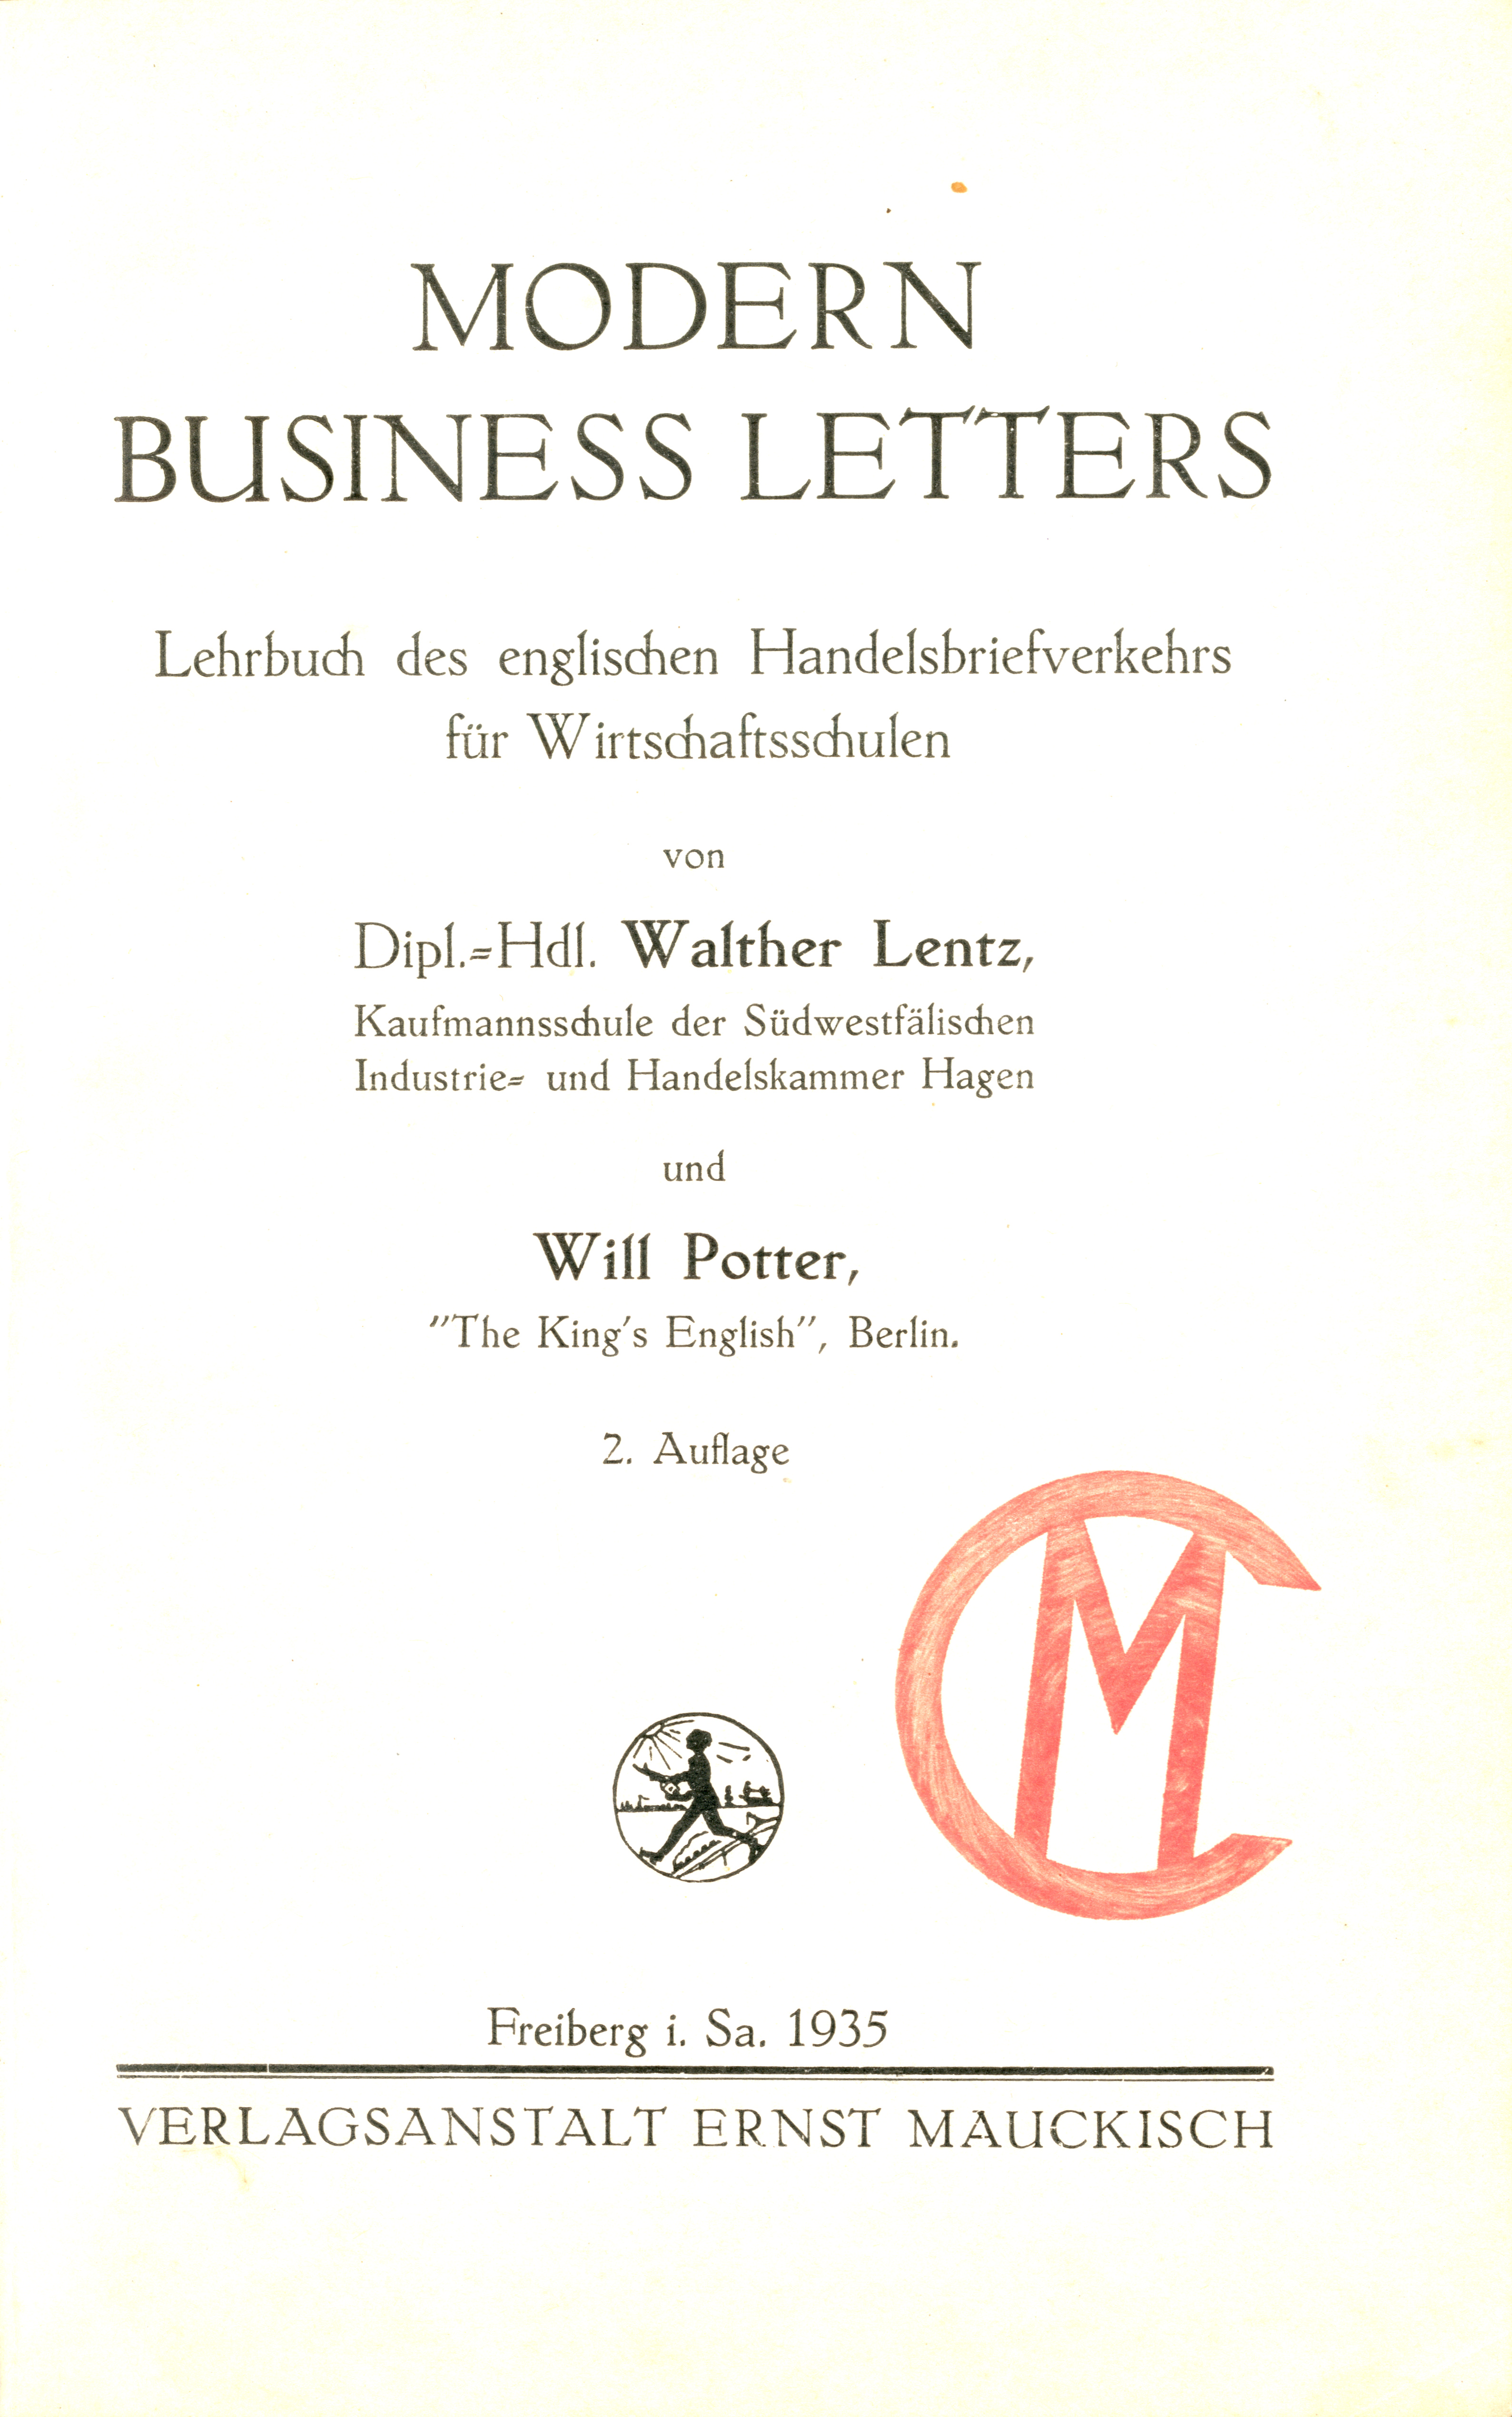 MODERN
BUSINESS LETTERS
Lehrbuch des englischen Handelsbriefverkehrs
für Wirtschaftsschulen
von
Dipl.-Hdl. Walther Lentz,
Kaufmannsschule der Südwestfälischen
Industrie- und Handelskammer Hagen
und
Will Potter,
"The King's English", Berlin.
2. Auflage
CM
Freiberg i. Sa. 1935
VERLAGSANSTALT ERNST MAUCKISCH